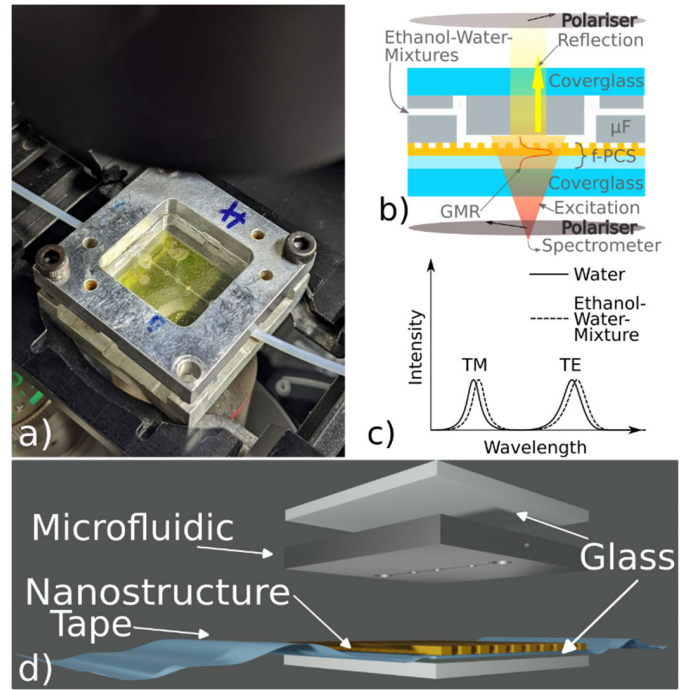 a)
Polariser
Ethanol-Water-
Mixtures
Reflection
Coverglass
µF
f-PCS
Coverglass
GMR
Excitation
Polariser
Spectrometer
b)
Water
Ethanol-
Water-
Mixture
Intensity
TM
TE
Wavelength
c)
Microfluidic
Glass
Nanostructure
Tape
d)